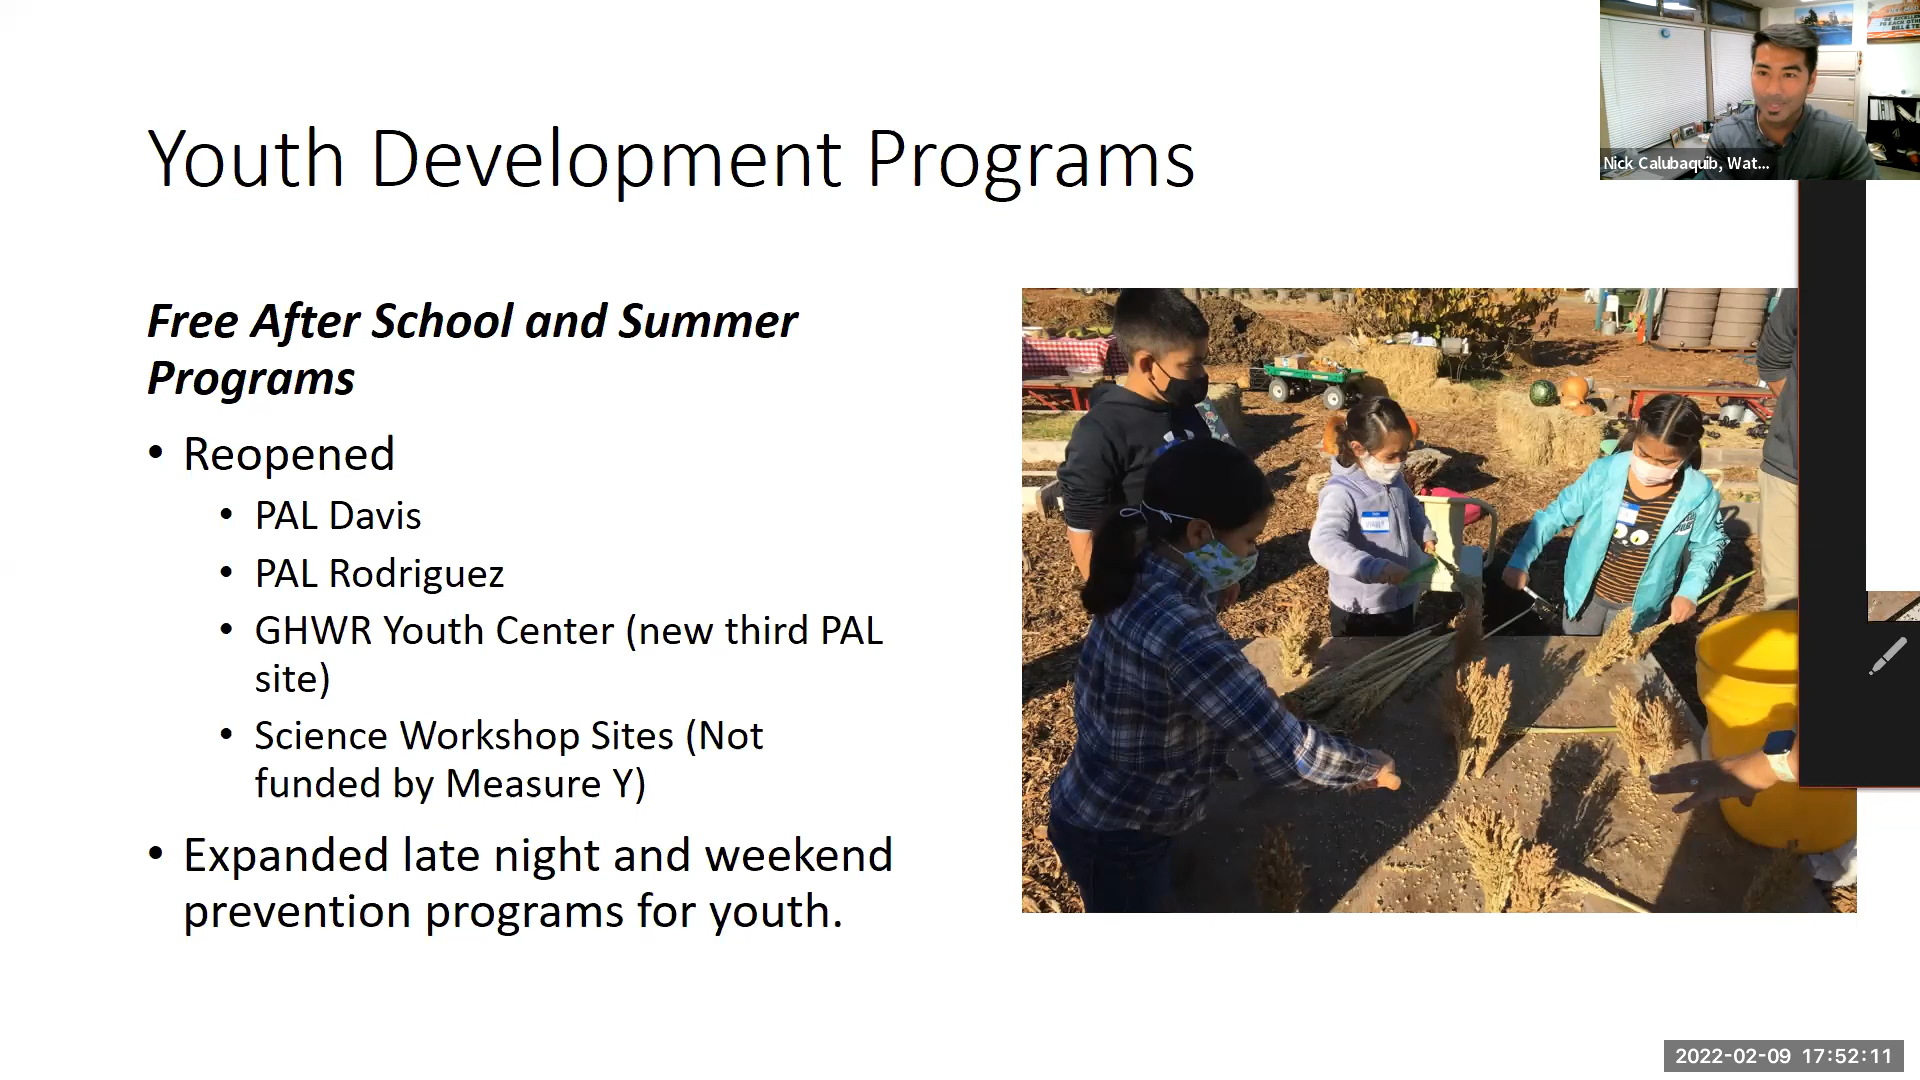 Youth Development Programs
Nick Calubaquib, Wat...
Free After School and Summer
Programs
• Reopened
• PAL Davis
• PAL Rodriguez
• GHWR Youth Center (new third PAL
site)
• Science Workshop Sites (Not
funded by Measure Y)
• Expanded late night and weekend
prevention programs for youth.
2022-02-09 17:52:11